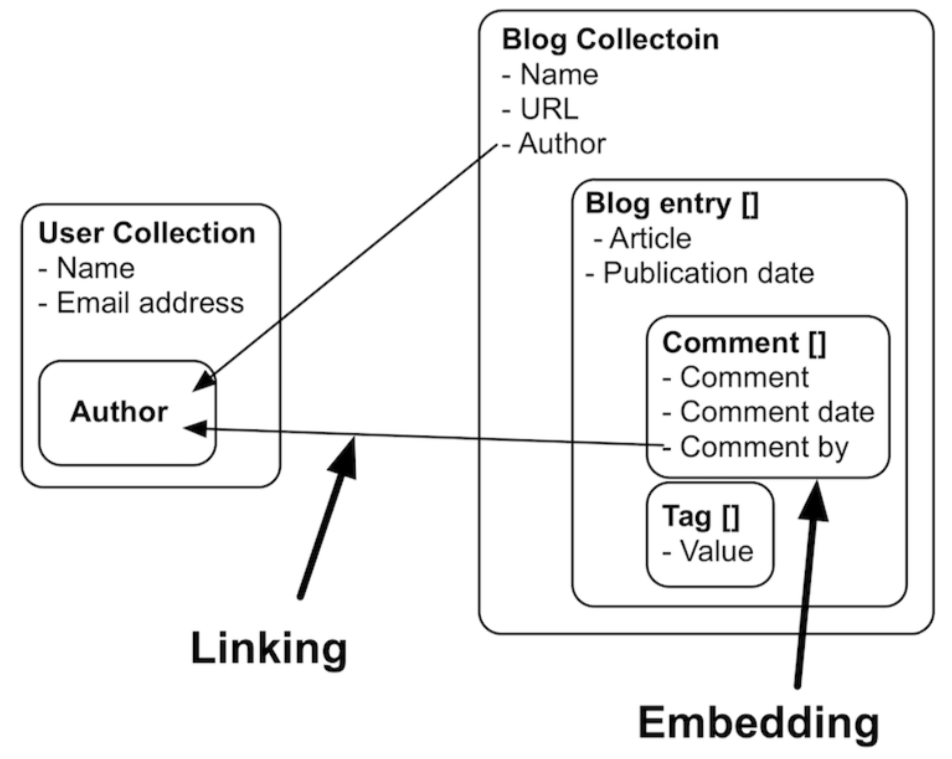 Blog Collectoin
- Name
- URL
- Author
Blog entry []
- Article
- Publication date
Comment []
- Comment
- Comment date
- Comment by
Tag []
- Value
User Collection
- Name
- Email address
Author
Linking
Embedding